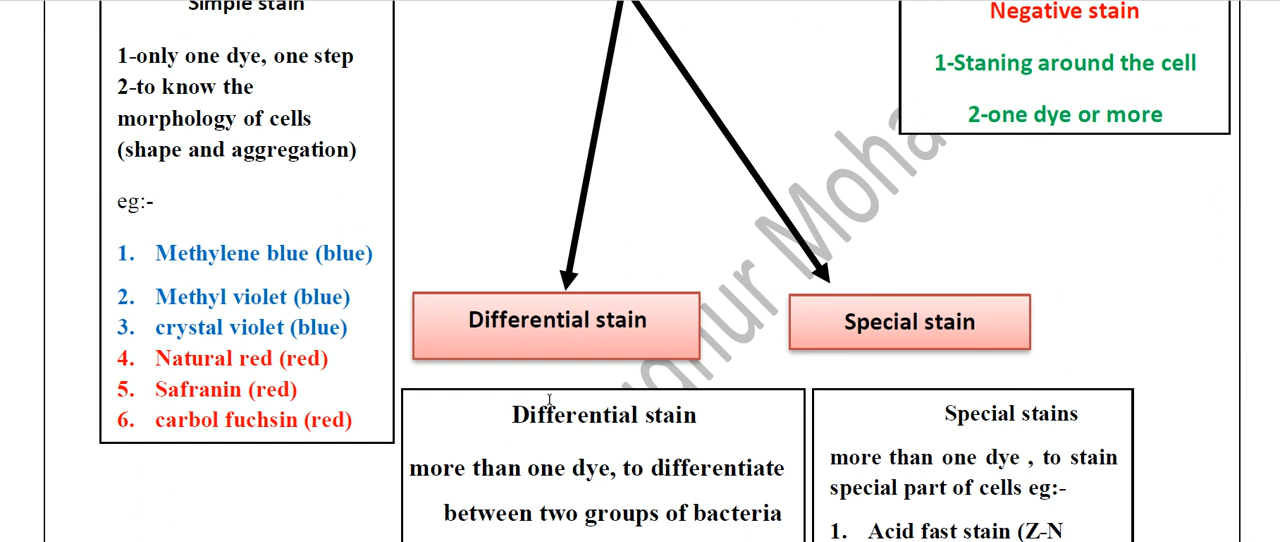 Simple stain
1-only one dye, one step
2-to know the
morphology of cells
(shape and aggregation)
eg:-
1. Methylene blue (blue)
2. Methyl violet (blue)
3. crystal violet (blue)
4. Natural red (red)
5. Safranin (red)
6. carbol fuchsin (red)
Negative stain
1-Staning around the cell
2-one dye or more
Differential stain
Special stain
Differential stain
more than one dye, to differentiate
between two groups of bacteria
Special stains
more than one dye , to stain
special part of cells eg:-
1. Acid fast stain (Z-N